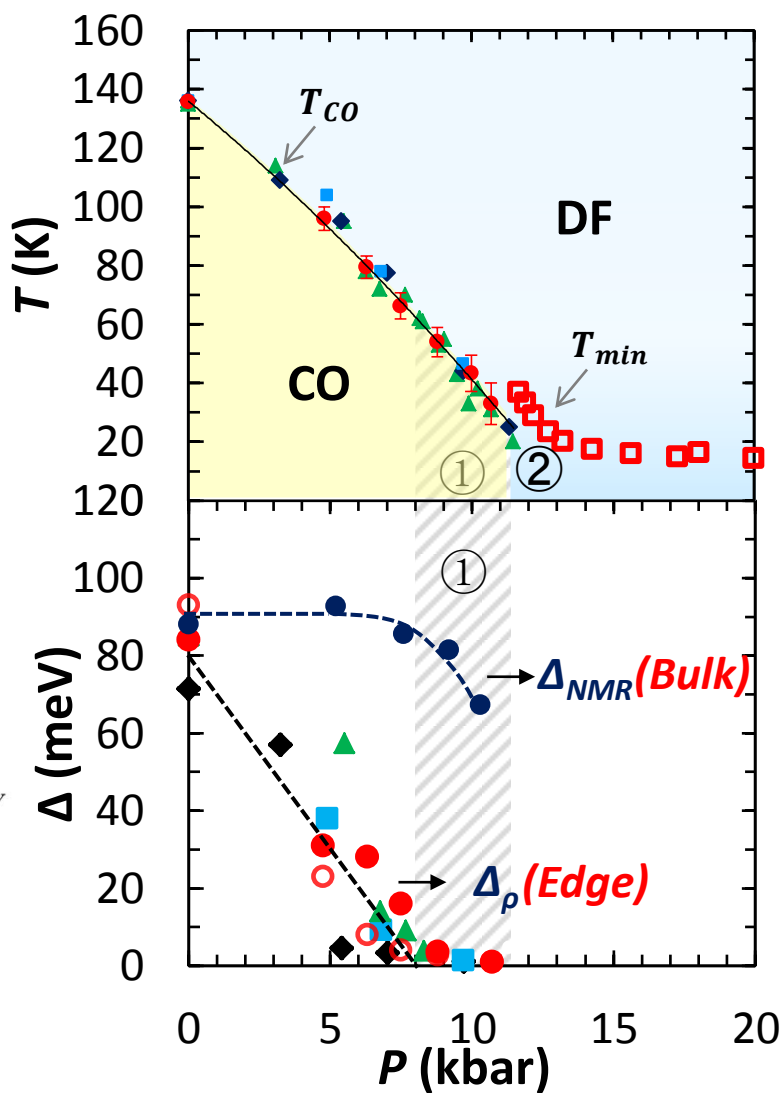 160
140
120
100
80
60
40
20
T (K)
T_CO
DF
CO
T_min
① ②
120
100
80
60
40
20
0
Δ (meV)
①
Δ_NMR(Bulk)
Δ_ρ(Edge)
0 5 10 15 20
P (kbar)